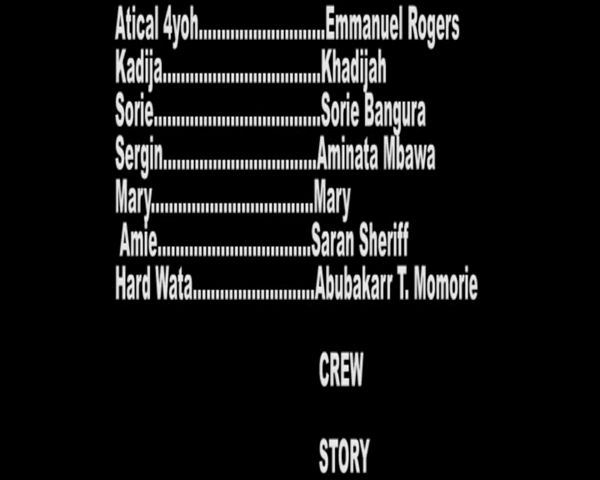 Atical 4yoh............................Emmanuel Rogers
Kadija...................................Khadijah
Sorie.....................................Sorie Bangura
Sergin..................................Aminata Mbawa
Mary....................................Mary
Amie..................................Saran Sheriff
Hard Wata...........................Abubakarr T. Momorie
CREW
STORY